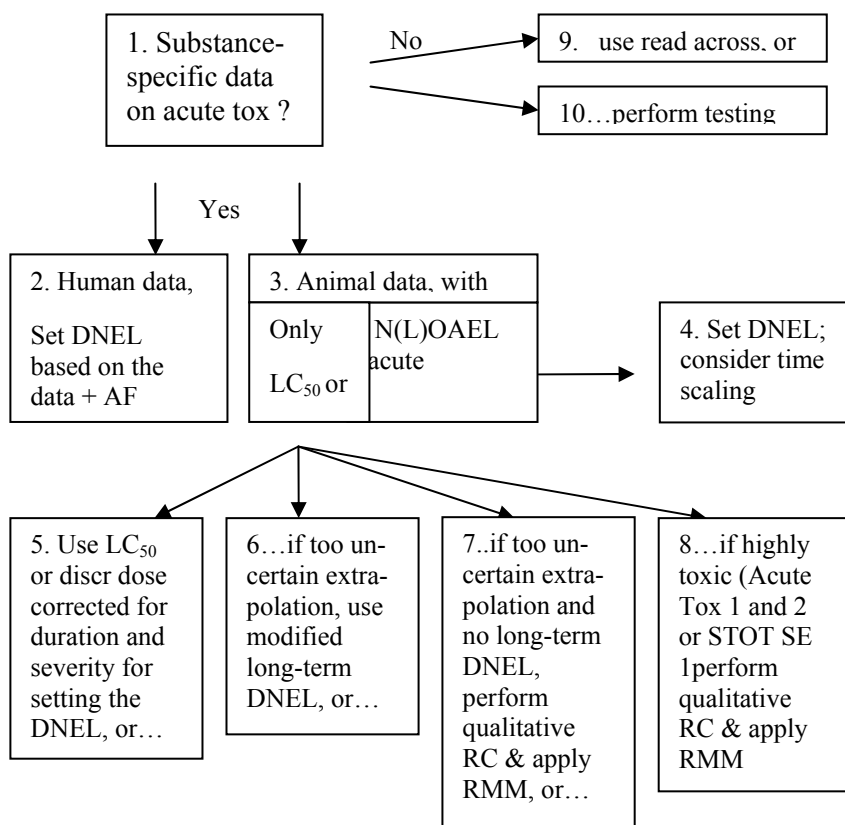 1. Substance-
specific data
on acute tox ?
No
9. use read across, or
10…perform testing
Yes
2. Human data,
Set DNEL
based on the
data + AF
3. Animal data, with
Only
LC50 or
N(L)OAEL
acute
4. Set DNEL;
consider time
scaling
5. Use LC50
or discr dose
corrected for
duration and
severity for
setting the
DNEL, or…
6…if too un-
certain extra-
polation, use
modified
long-term
DNEL, or…
7..if too un-
certain extra-
polation and
no long-term
DNEL,
perform
qualitative
RC & apply
RMM, or…
8…if highly
toxic (Acute
Tox 1 and 2
or STOT SE
1perform
qualitative
RC & apply
RMM